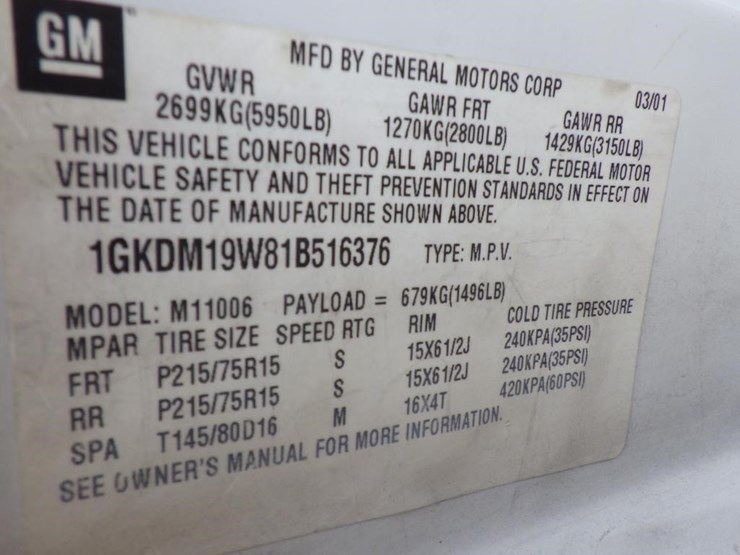 GM
MFD BY GENERAL MOTORS CORP 03/01
GVWR GAWR FRT GAWR RR
2699KG(5950LB) 1270KG(2800LB) 1429KG(3150LB)
THIS VEHICLE CONFORMS TO ALL APPLICABLE U.S. FEDERAL MOTOR
VEHICLE SAFETY AND THEFT PREVENTION STANDARDS IN EFFECT ON
THE DATE OF MANUFACTURE SHOWN ABOVE.
1GKDM19W81B516376 TYPE: M.P.V.
MODEL: M11006 PAYLOAD = 679KG(1496LB)
MPAR TIRE SIZE SPEED RTG RIM COLD TIRE PRESSURE
FRT P215/75R15 S 15X61/2J 240KPA(35PSI)
RR P215/75R15 S 15X61/2J 240KPA(35PSI)
SPA T145/80D16 M 16X4T 420KPA(60PSI)
SEE OWNER'S MANUAL FOR MORE INFORMATION.